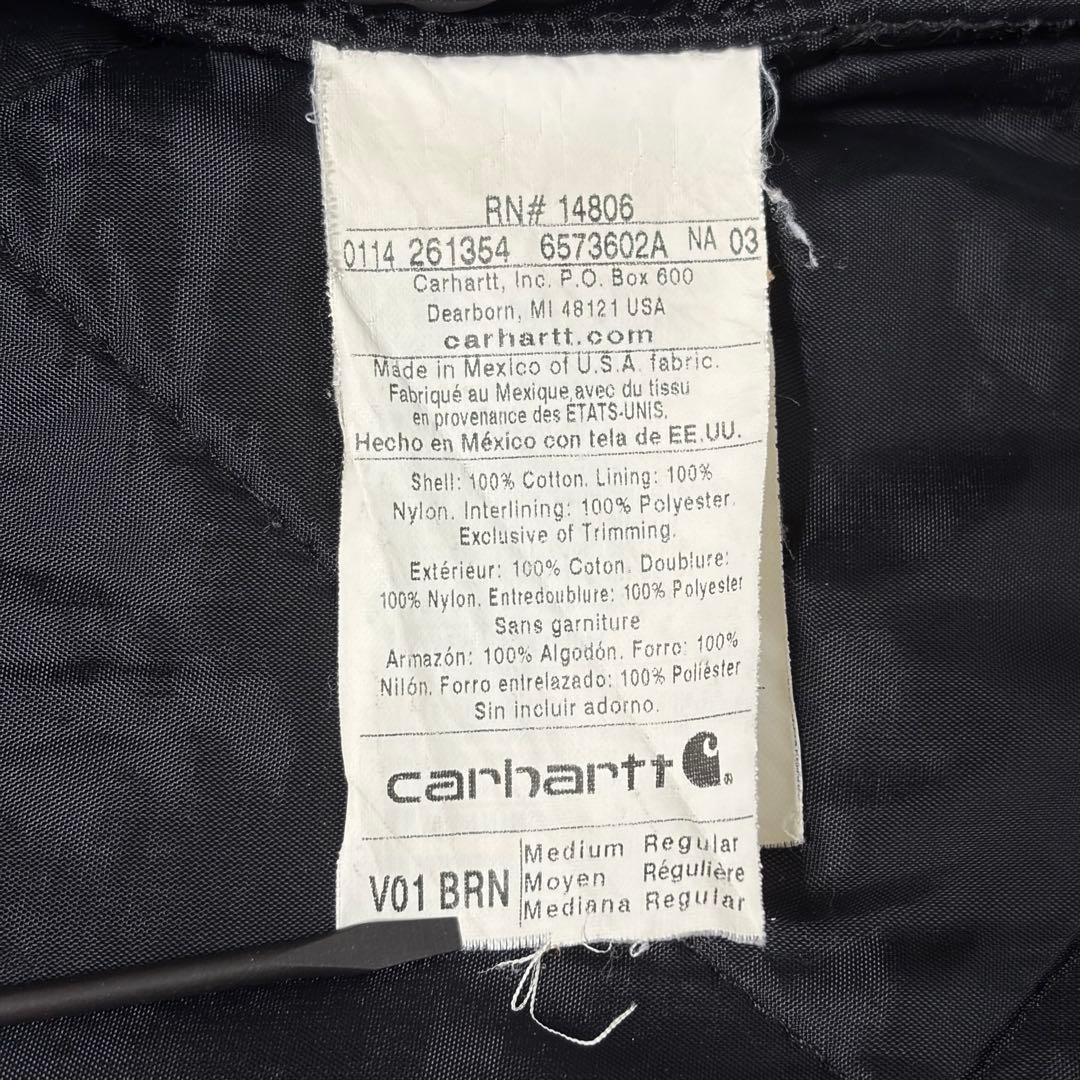 RN# 14806
0114 261354 6573602A NA 03
Carhartt, Inc. P.O. Box 600
Dearborn, MI 48121 USA
carhartt.com
Made in Mexico of U.S.A. fabric.
Fabriqué au Mexique, avec du tissu
en provenance des ÉTATS-UNIS.
Hecho en México con tela de EE.UU.
Shell: 100% Cotton. Lining: 100%
Nylon. Interlining: 100% Polyester.
Exclusive of Trimming.
Extérieur: 100% Coton. Doublure:
100% Nylon. Entredoublure: 100% Polyester
Sans garniture
Armazón: 100% Algodón. Forro: 100%
Nilón. Forro entrelazado: 100% Poliéster
Sin incluir adorno.
carhartt ®
V01 BRN
Medium Regular
Moyen Régulière
Mediana Regular